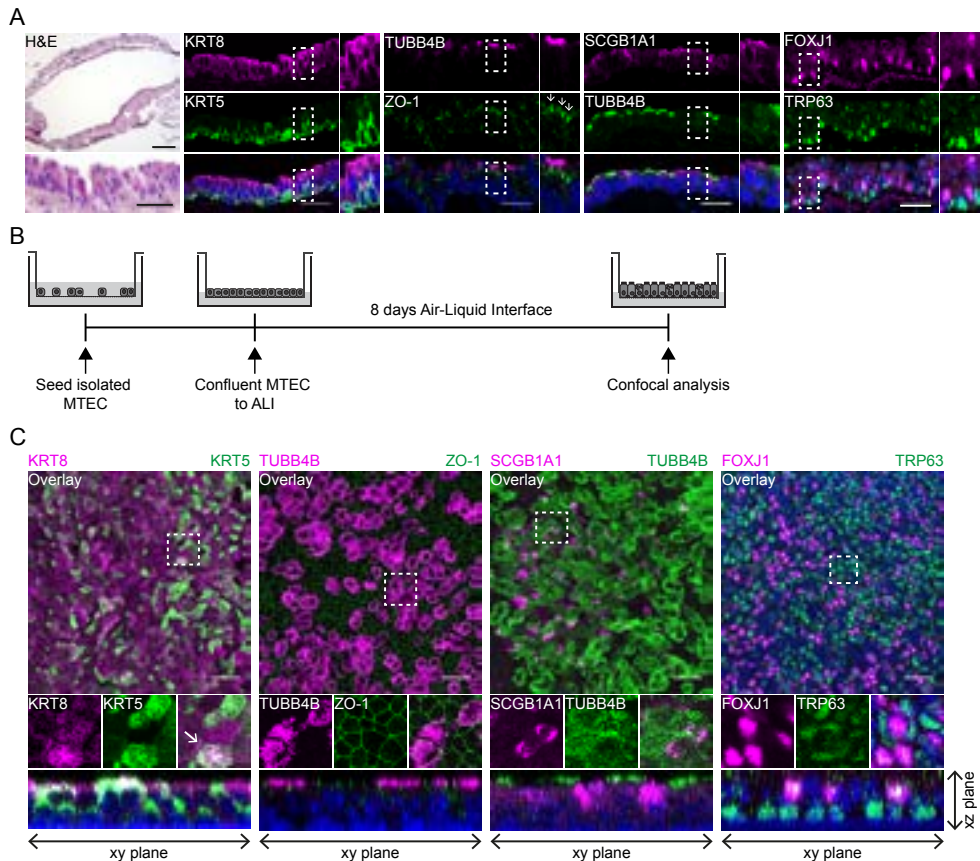 A
H&E
KRT8
TUBB4B
SCGB1A1
FOXJ1
KRT5
ZO-1
TUBB4B
TRP63
B
8 days Air-Liquid Interface
Seed isolated
MTEC
Confluent MTEC
to ALI
Confocal analysis
C
KRT8
KRT5
TUBB4B
ZO-1
SCGB1A1
TUBB4B
FOXJ1
TRP63
Overlay
Overlay
Overlay
Overlay
KRT8
KRT5
TUBB4B
ZO-1
SCGB1A1
TUBB4B
FOXJ1
TRP63
xz plane
xy plane
xy plane
xy plane
xy plane